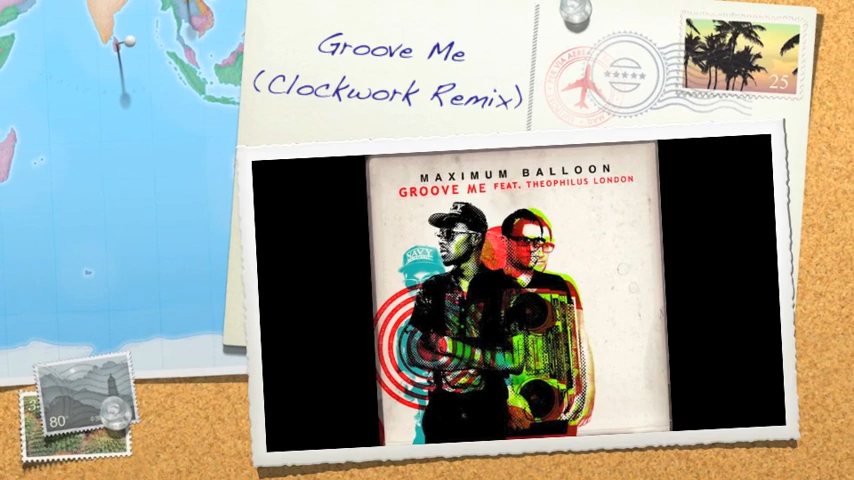 Groove Me
(Clockwork Remix)
25
MAXIMUM BALLOON
GROOVE ME FEAT. THEOPHILUS LONDON
NAVY
80